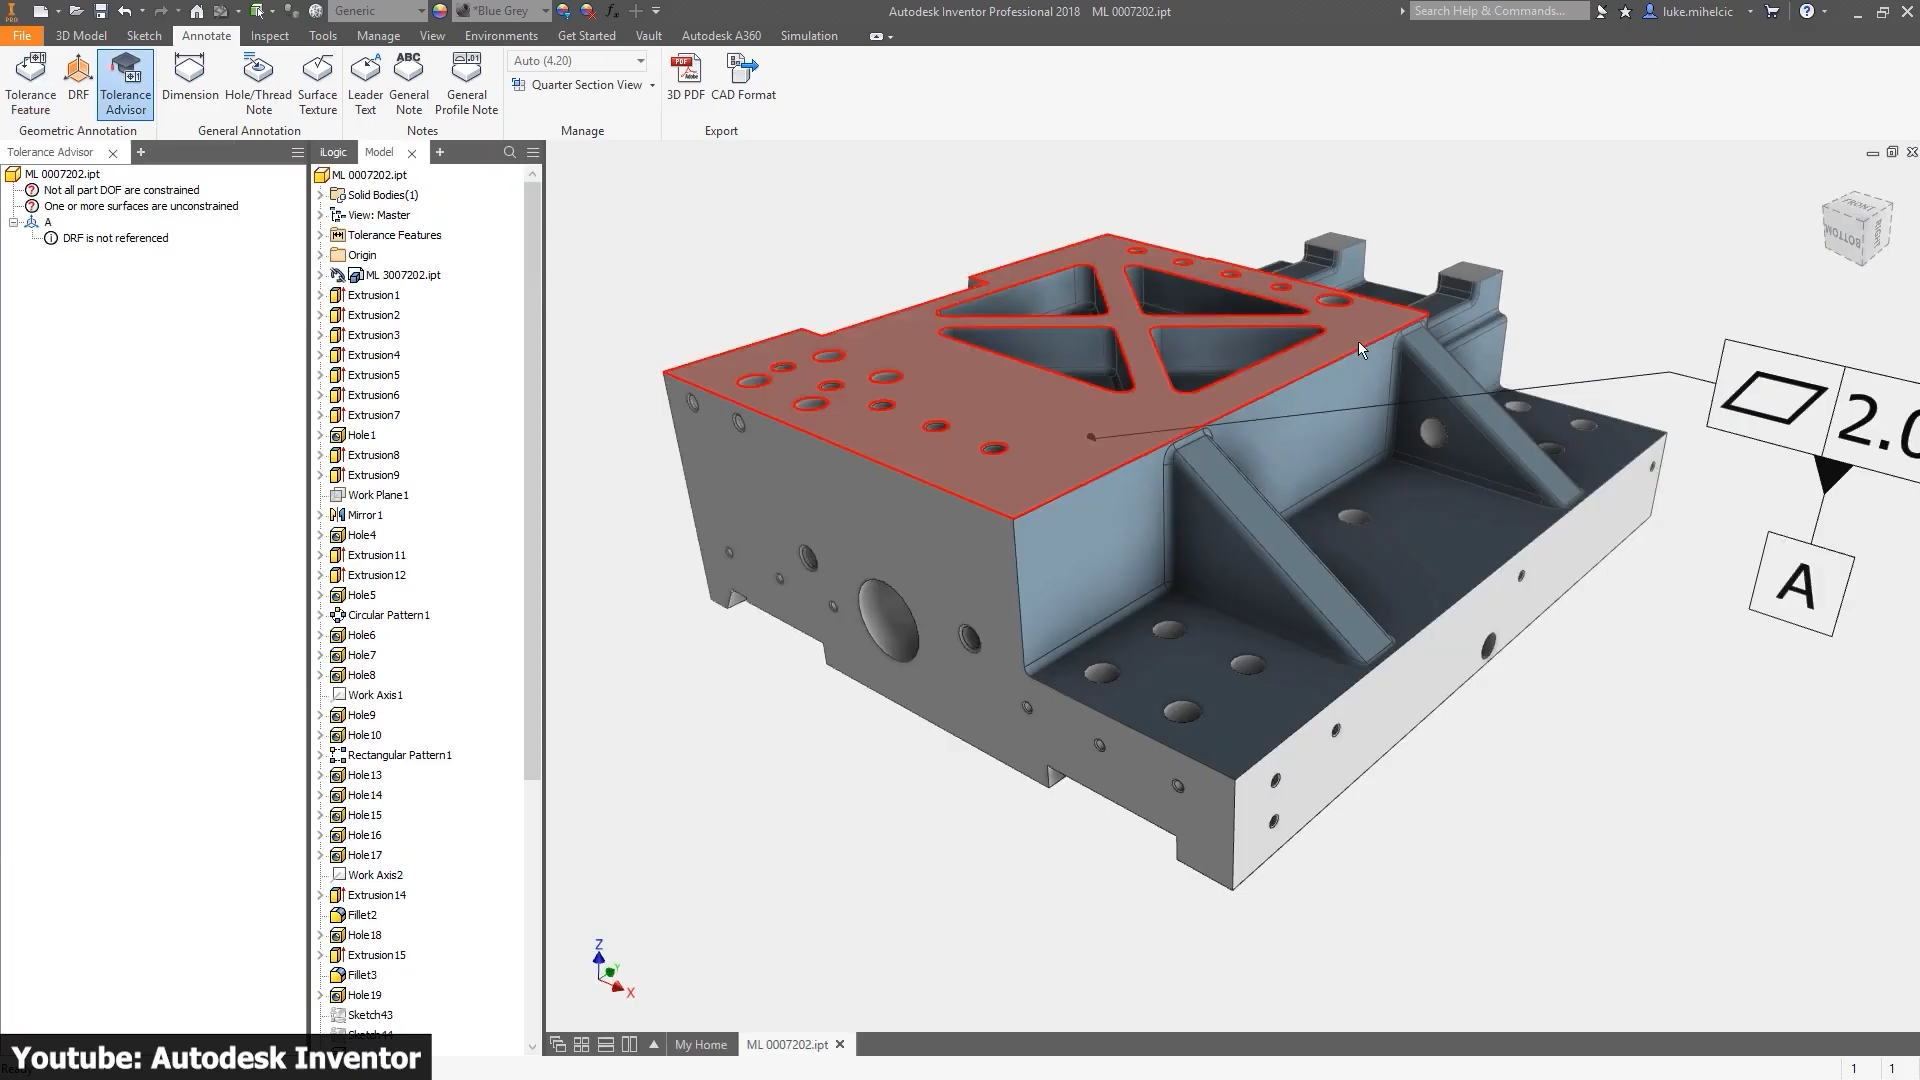 Generic
*Blue Grey
Autodesk Inventor Professional 2018 ML 0007202.ipt
Search Help & Commands...
luke.mihelcic
File 3D Model Sketch Annotate Inspect Tools Manage View Environments Get Started Vault Autodesk A360 Simulation
Tolerance Feature
DRF
Tolerance Advisor
Dimension
Hole/Thread Note
Surface Texture
Leader Text
General Note
General Profile Note
Auto (4.20)
Quarter Section View
3D PDF
CAD Format
Geometric Annotation
General Annotation
Notes
Manage
Export
Tolerance Advisor
ML 0007202.ipt
Not all part DOF are constrained
One or more surfaces are unconstrained
A
DRF is not referenced
iLogic Model
ML 0007202.ipt
Solid Bodies(1)
View: Master
Tolerance Features
Origin
ML 3007202.ipt
Extrusion1
Extrusion2
Extrusion3
Extrusion4
Extrusion5
Extrusion6
Extrusion7
Hole1
Extrusion8
Extrusion9
Work Plane1
Mirror1
Hole4
Extrusion11
Extrusion12
Hole5
Circular Pattern1
Hole6
Hole7
Hole8
Work Axis1
Hole9
Hole10
Rectangular Pattern1
Hole13
Hole14
Hole15
Hole16
Hole17
Work Axis2
Extrusion14
Fillet2
Hole18
Extrusion15
Fillet3
Hole19
Sketch43
FRONT
RIGHT
BOTTOM
2.0
A
Z
Y
X
My Home
ML 0007202.ipt
Youtube: Autodesk Inventor
1 1